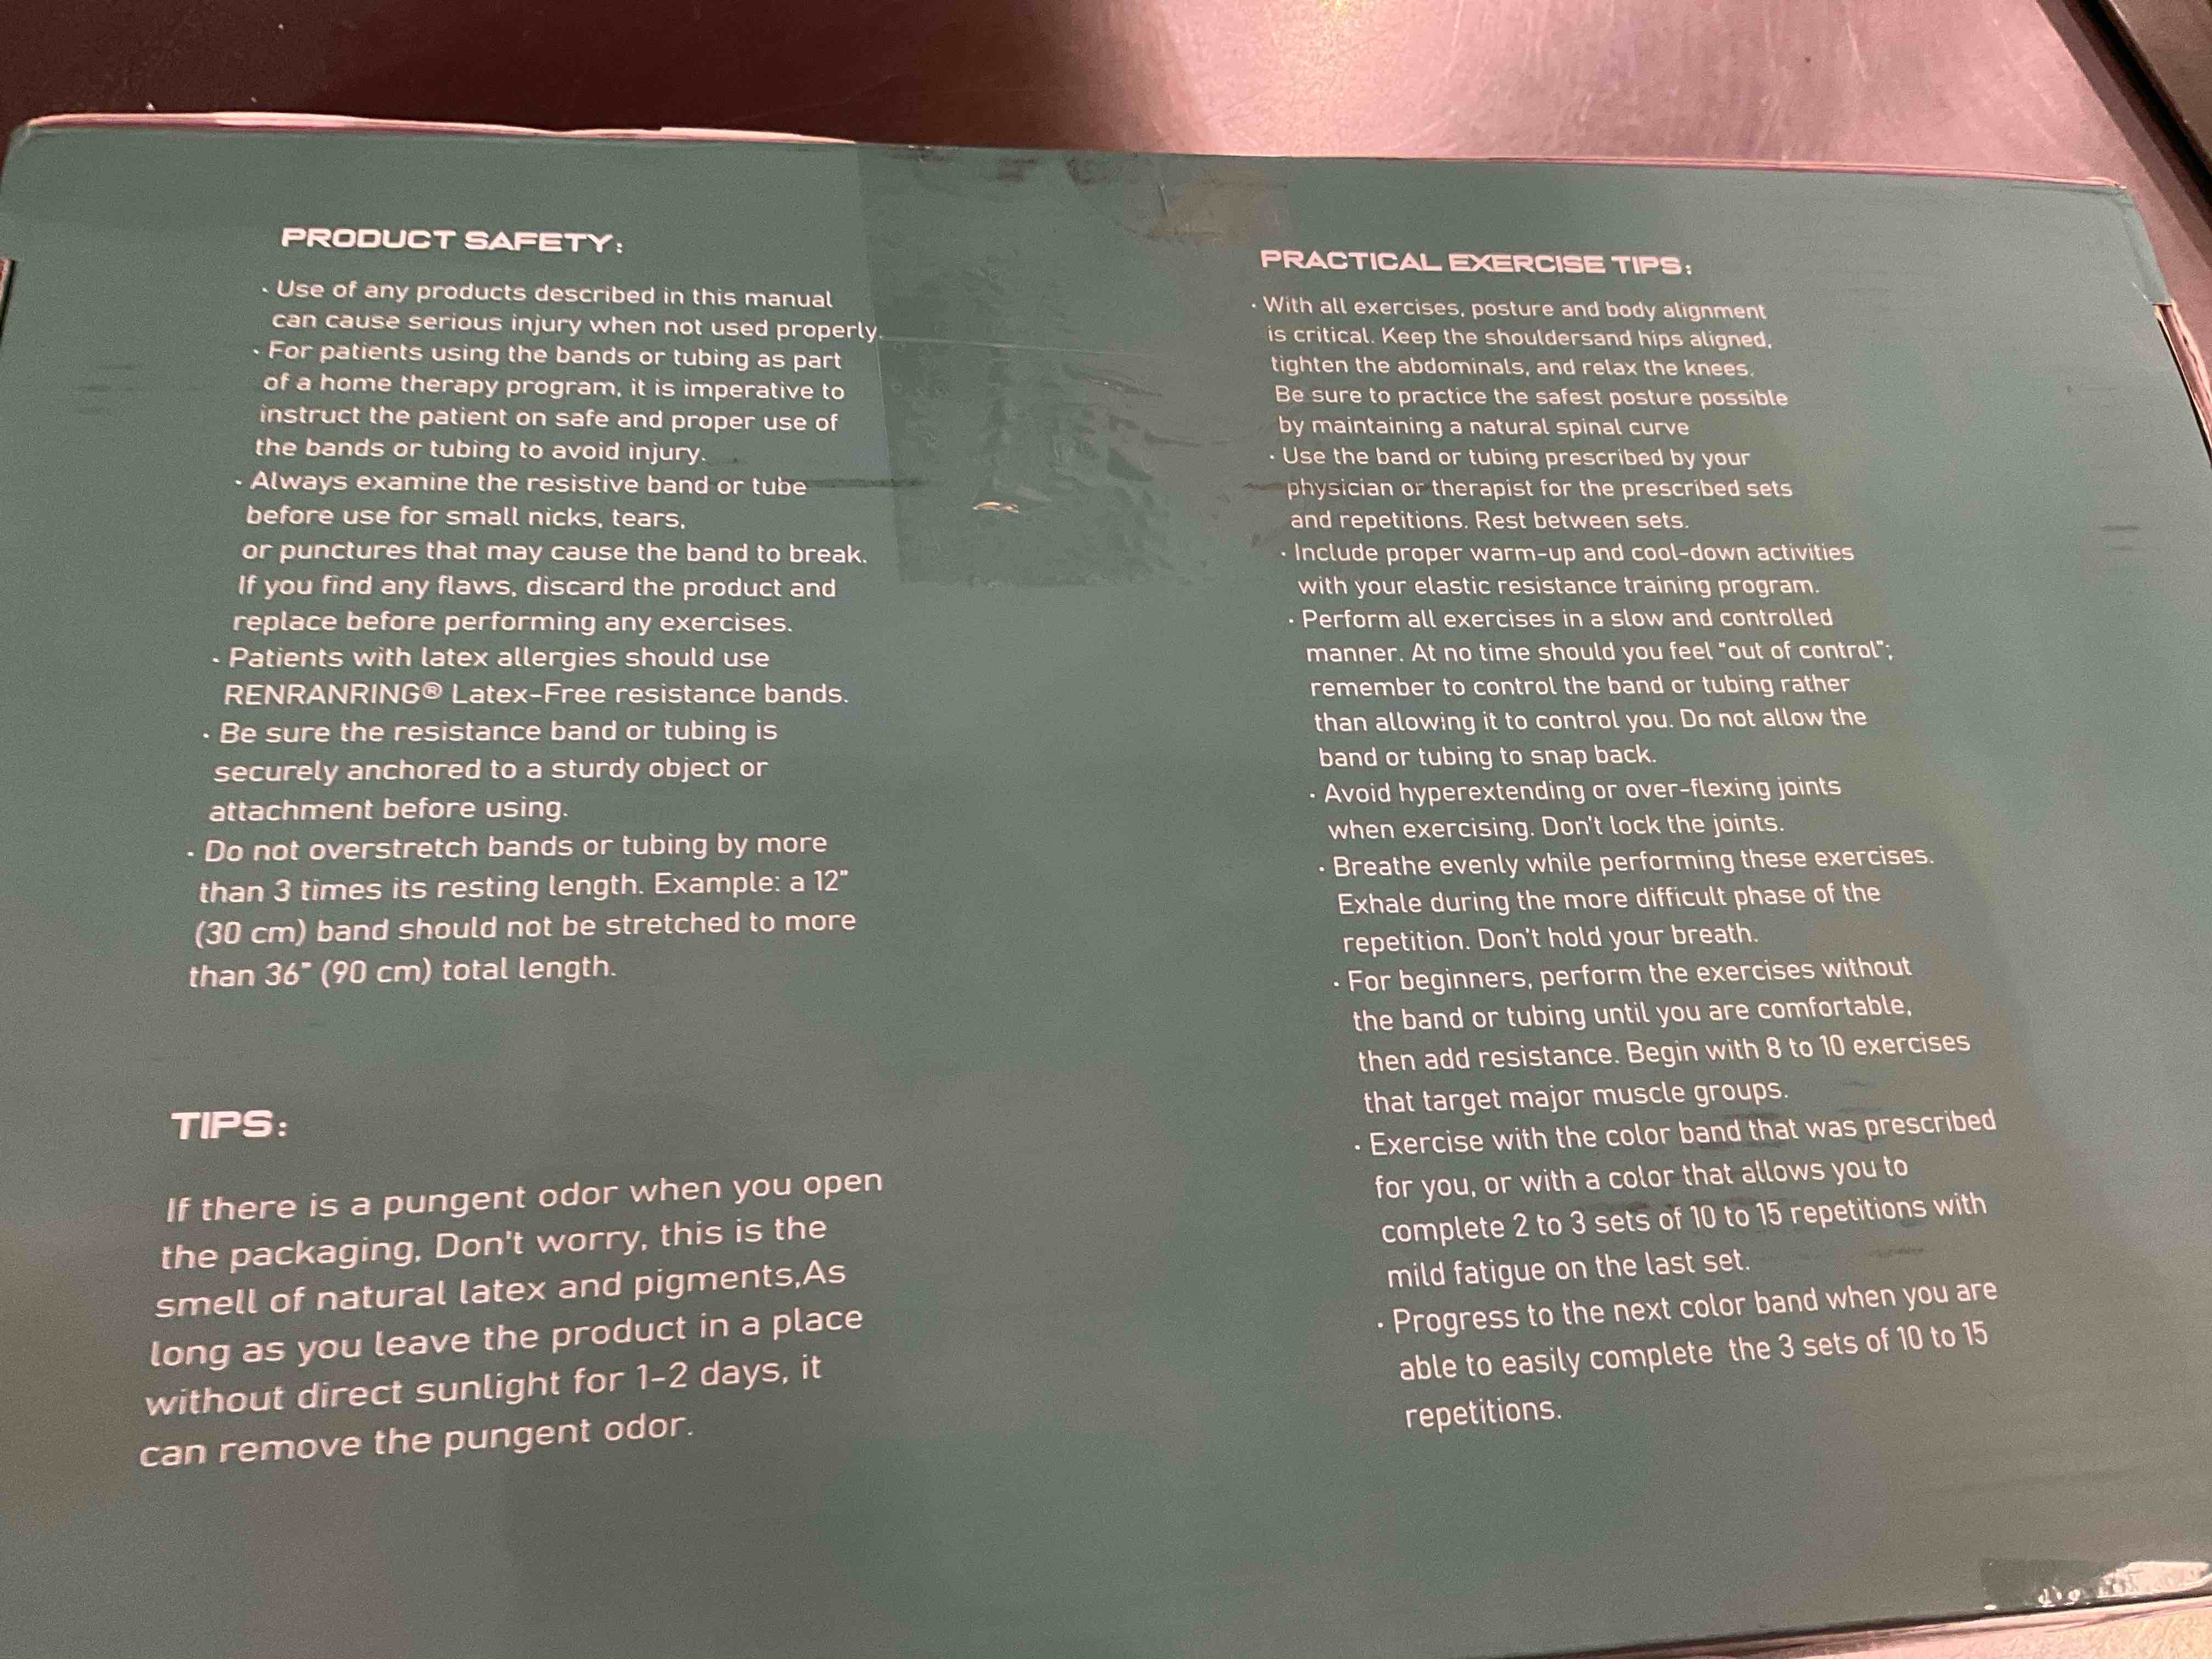 PRODUCT SAFETY:
· Use of any products described in this manual
can cause serious injury when not used properly.
· For patients using the bands or tubing as part
of a home therapy program, it is imperative to
instruct the patient on safe and proper use of
the bands or tubing to avoid injury.
· Always examine the resistive band or tube
before use for small nicks, tears,
or punctures that may cause the band to break.
If you find any flaws, discard the product and
replace before performing any exercises.
· Patients with latex allergies should use
RENRANRING® Latex-Free resistance bands.
· Be sure the resistance band or tubing is
securely anchored to a sturdy object or
attachment before using.
· Do not overstretch bands or tubing by more
than 3 times its resting length. Example: a 12"
(30 cm) band should not be stretched to more
than 36" (90 cm) total length.
TIPS:
If there is a pungent odor when you open
the packaging, Don't worry, this is the
smell of natural latex and pigments,As
long as you leave the product in a place
without direct sunlight for 1-2 days, it
can remove the pungent odor.
PRACTICAL EXERCISE TIPS:
· With all exercises, posture and body alignment
is critical. Keep the shouldersand hips aligned,
tighten the abdominals, and relax the knees.
Be sure to practice the safest posture possible
by maintaining a natural spinal curve
· Use the band or tubing prescribed by your
physician or therapist for the prescribed sets
and repetitions. Rest between sets.
· Include proper warm-up and cool-down activities
with your elastic resistance training program.
· Perform all exercises in a slow and controlled
manner. At no time should you feel "out of control";
remember to control the band or tubing rather
than allowing it to control you. Do not allow the
band or tubing to snap back.
· Avoid hyperextending or over-flexing joints
when exercising. Don't lock the joints.
· Breathe evenly while performing these exercises.
Exhale during the more difficult phase of the
repetition. Don't hold your breath.
· For beginners, perform the exercises without
the band or tubing until you are comfortable,
then add resistance. Begin with 8 to 10 exercises
that target major muscle groups.
· Exercise with the color band that was prescribed
for you, or with a color that allows you to
complete 2 to 3 sets of 10 to 15 repetitions with
mild fatigue on the last set.
· Progress to the next color band when you are
able to easily complete the 3 sets of 10 to 15
repetitions.